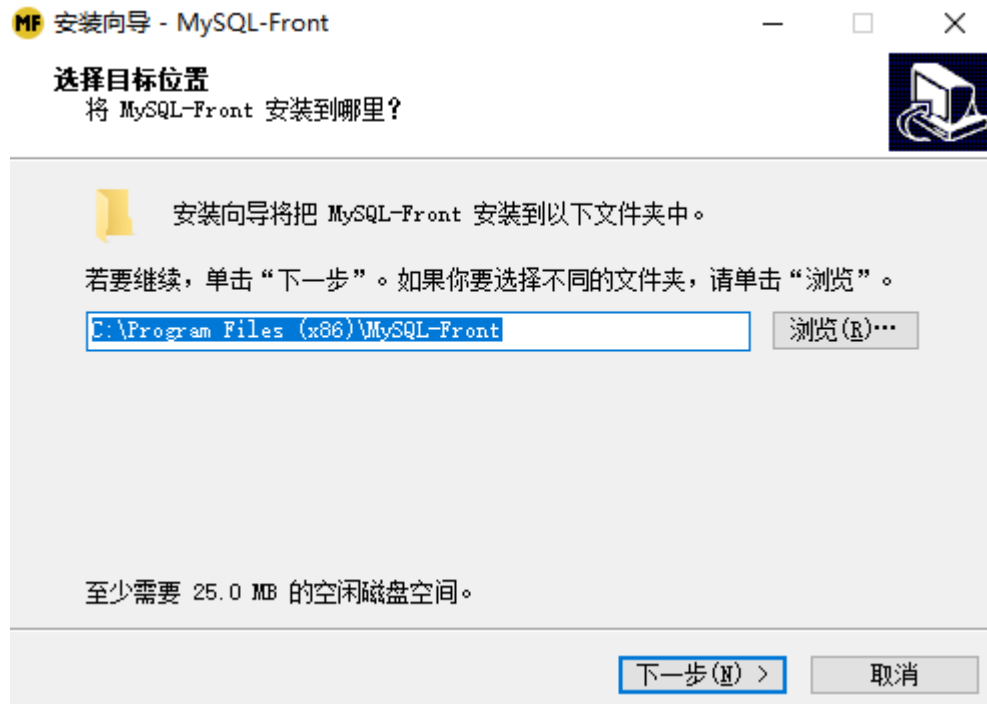 MF 安装向导 - MySQL-Front
选择目标位置
将 MySQL-Front 安装到哪里?
安装向导将把 MySQL-Front 安装到以下文件夹中。
若要继续，单击“下一步”。如果你要选择不同的文件夹，请单击“浏览”。
C:\Program Files (x86)\MySQL-Front
浏览(R)…
至少需要 25.0 MB 的空闲磁盘空间。
下一步(N) >
取消